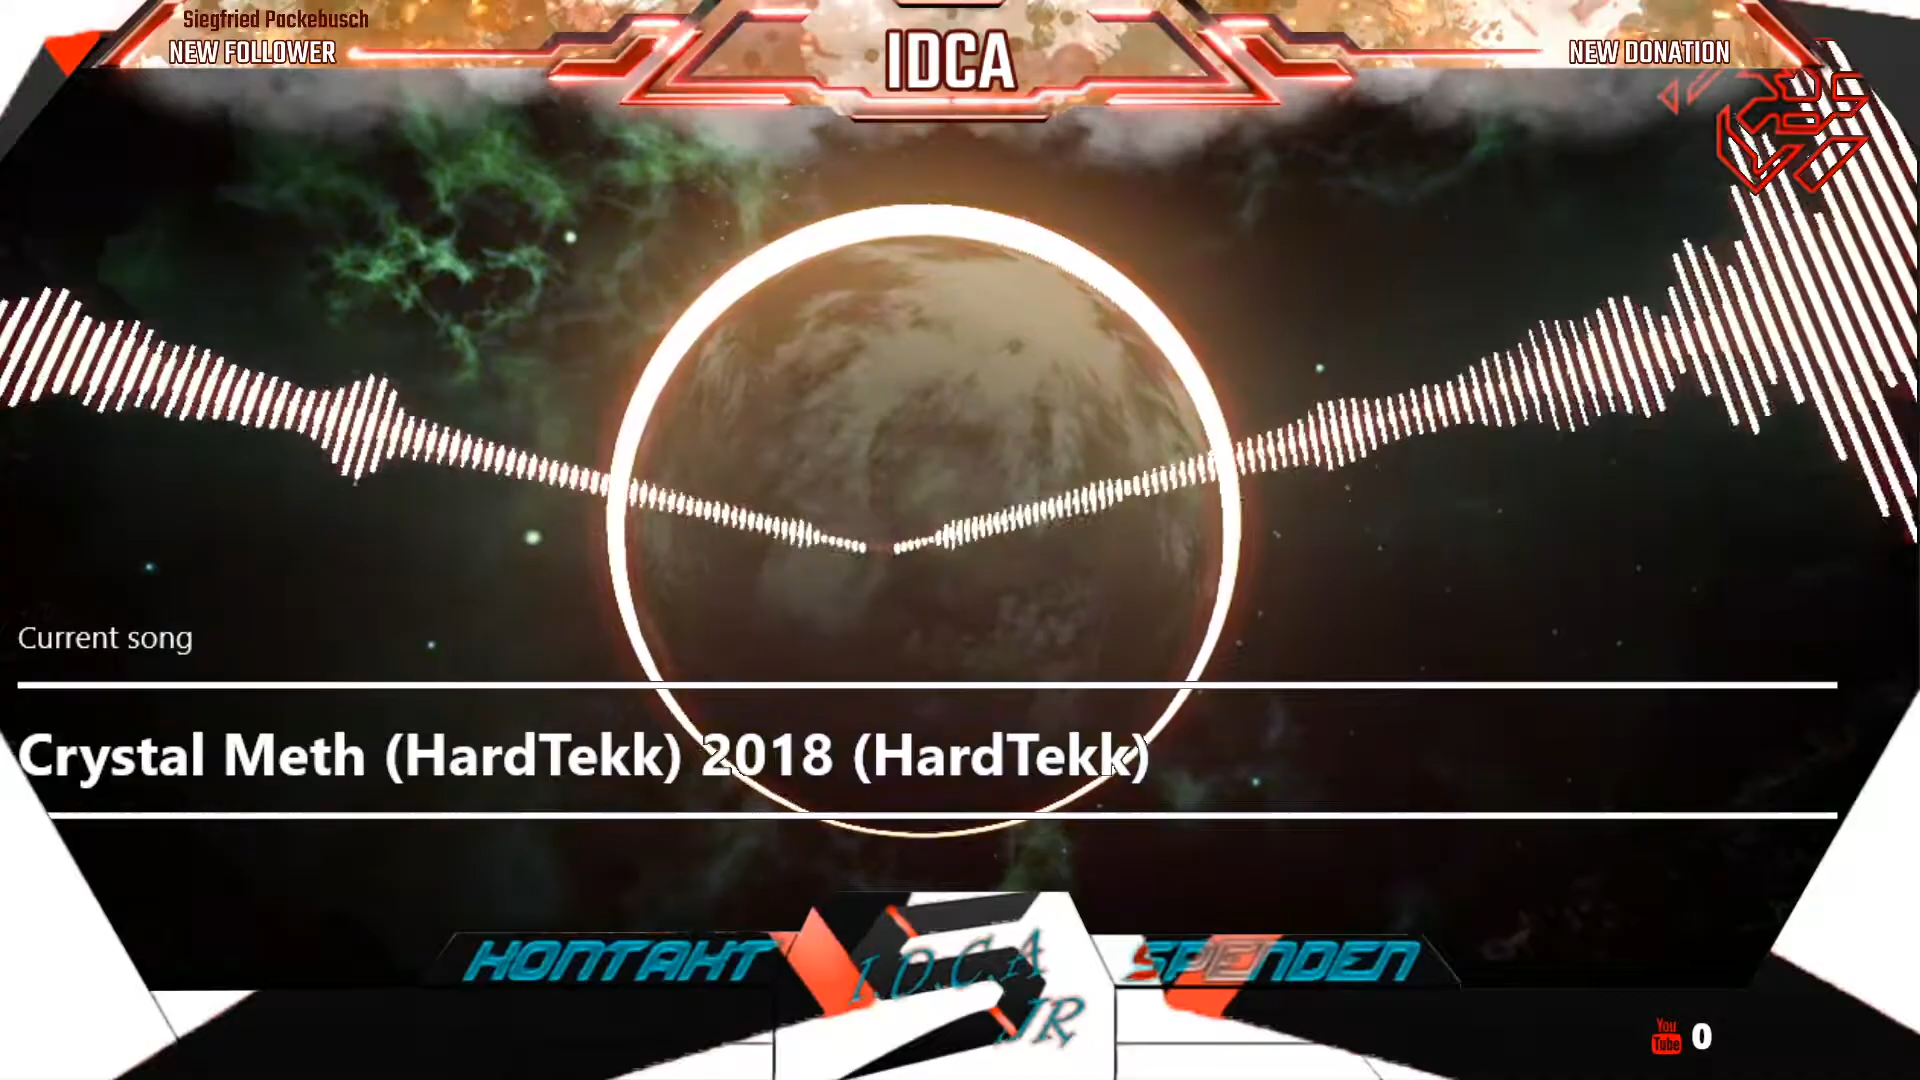 Siegfried Packebusch
NEW FOLLOWER
IDCA
NEW DONATION
Current song
Crystal Meth (HardTekk) 2018 (HardTekk)
KONTAKT
I.D.C.A
JR
SPENDEN
You
Tube
0